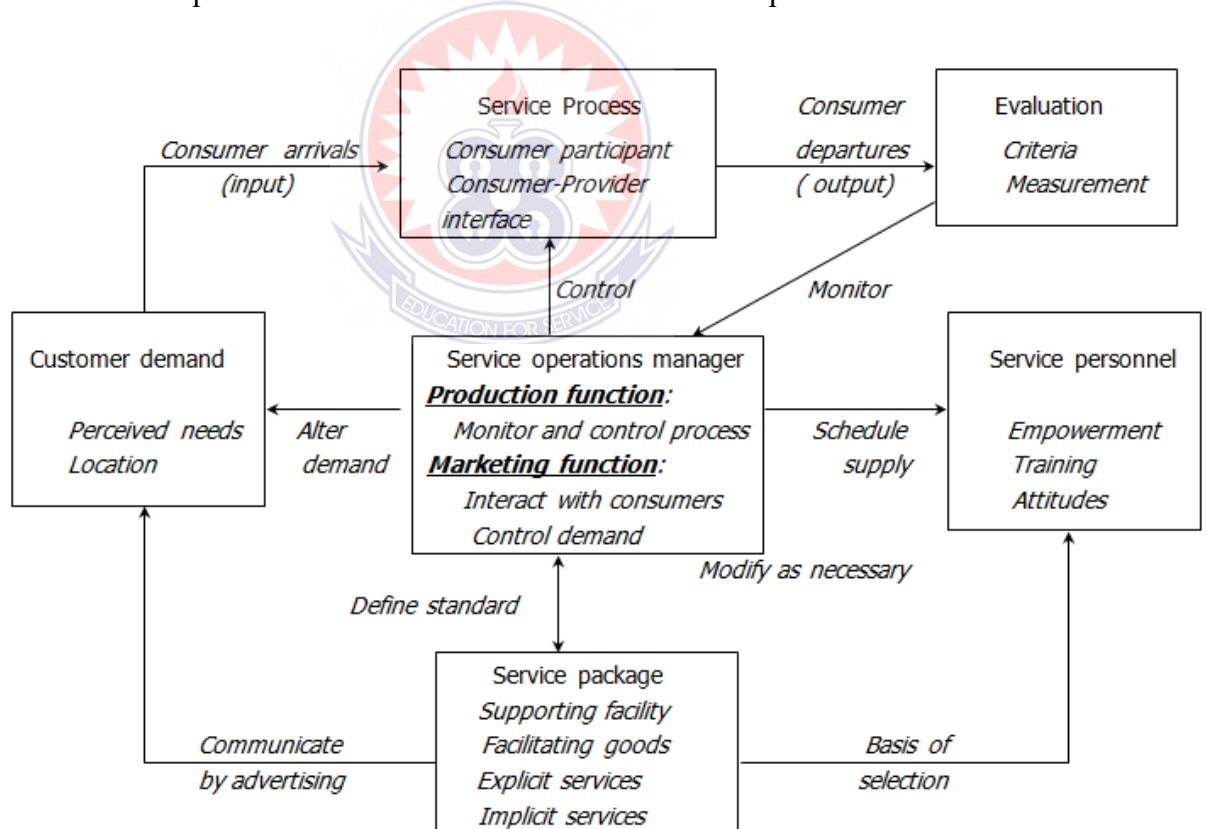 Service Process
Consumer participant
Consumer-Provider
interface
Consumer arrivals
(input)
Consumer
departures
( output)
Evaluation
Criteria
Measurement
Control
Monitor
EDUCATION FOR SERVICE
Customer demand
Perceived needs
Location
Alter
demand
Service operations manager
Production function:
Monitor and control process
Marketing function:
Interact with consumers
Control demand
Schedule
supply
Service personnel
Empowerment
Training
Attitudes
Modify as necessary
Define standard
Service package
Supporting facility
Facilitating goods
Explicit services
Implicit services
Communicate
by advertising
Basis of
selection